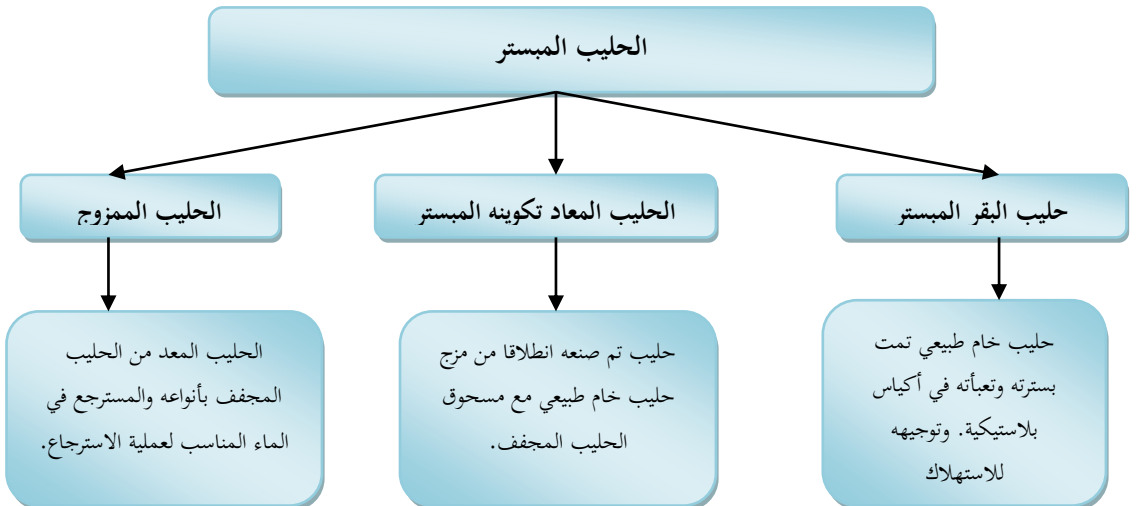 الحليب المبستر
حليب البقر المبستر
الحليب المعاد تكوينه المبستر
الحليب الممزوج
حليب خام طبيعي تمت
بسترته وتعبأته في أكياس
بلاستيكية. وتوجيهه
للاستهلاك
حليب تم صنعه انطلاقا من مزج
حليب خام طبيعي مع مسحوق
الحليب المجفف.
الحليب المعد من الحليب
المجفف بأنواعه والمسترجع في
الماء المناسب لعملية الاسترجاع.